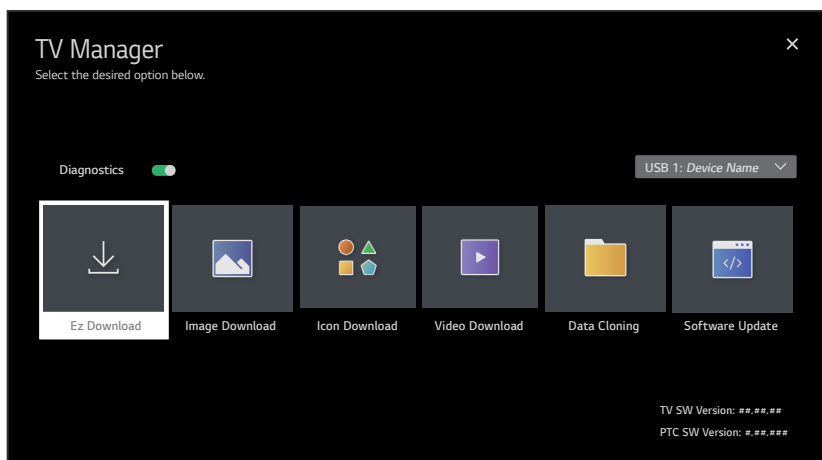 TV Manager
Select the desired option below.
Diagnostics
USB 1: Device Name
</>
Ez Download
Image Download
Icon Download
Video Download
Data Cloning
Software Update
TV SW Version: ##.##.##
PTC SW Version: #.##.###